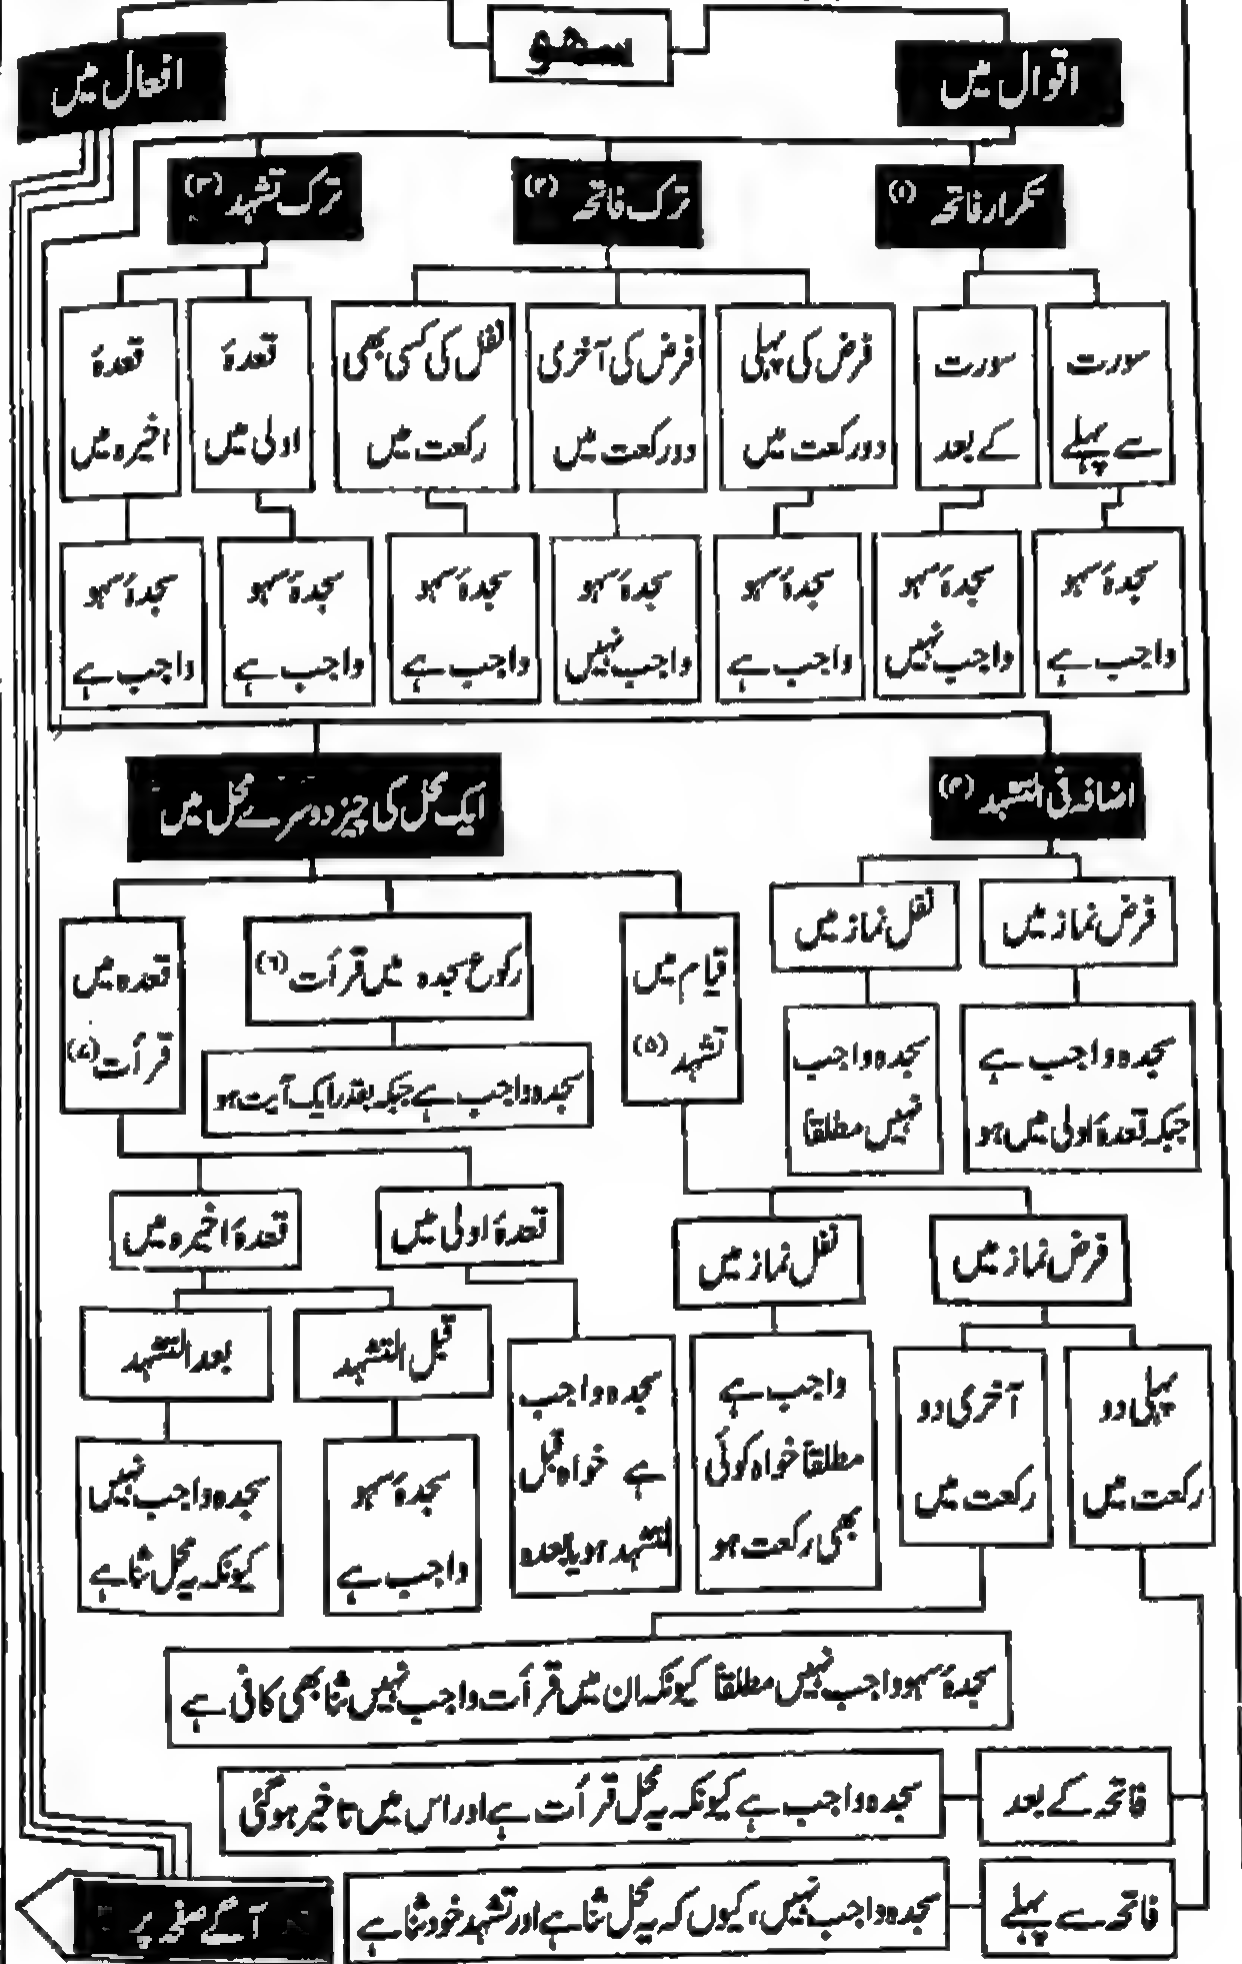 سهو
اقوال میں
افعال میں
تکرار فاتحہ (۱)
ترک فاتحہ (۲)
ترک تشہد (۳)
سورت
سے پہلے
سورت
کے بعد
فرض کی پہلی
دو رکعت میں
فرض کی آخری
دو رکعت میں
نفل کی کسی بھی
رکعت میں
قعدۂ
اولی میں
قعدۂ
اخیرہ میں
سجدۂ سہو
واجب ہے
سجدۂ سہو
واجب نہیں
سجدۂ سہو
واجب ہے
سجدۂ سہو
واجب نہیں
سجدۂ سہو
واجب ہے
سجدۂ سہو
واجب ہے
سجدۂ سہو
واجب ہے
اضافہ فی التشہد (۴)
ایک محل کی چیز دوسرے محل میں
فرض نماز میں
نفل نماز میں
سجدہ واجب ہے
جبکہ قعدۂ اولی میں ہو
سجدہ واجب
نہیں مطلقاً
قیام میں
تشہد (۵)
رکوع سجدہ میں قرأت (۶)
قعدہ میں
قرأت
سجدہ واجب ہے جبکہ بقدر ایک آیت ہو
فرض نماز میں
نفل نماز میں
قعدۂ اولی میں
قعدۂ اخیرہ میں
پہلی دو
رکعت میں
آخری دو
رکعت میں
واجب ہے
مطلقاً خواہ کوئی
بھی رکعت ہو
سجدہ واجب
ہے خواہ قبل
التشہد ہو یا بعدہ
قبل التشہد
بعد التشہد
سجدۂ سہو
واجب ہے
سجدہ واجب نہیں
کیونکہ یہ محل ثنا ہے
سجدۂ سہو واجب نہیں مطلقاً کیونکہ ان میں قرأت واجب نہیں ثنا بھی کافی ہے
فاتحہ کے بعد
سجدہ واجب ہے کیونکہ یہ محل قرأت ہے اور اس میں تاخیر ہوگئی
فاتحہ سے پہلے
سجدہ واجب نہیں، کیوں کہ یہ محل ثنا ہے اور تشہد خود ثنا ہے
آگے صفحہ پر